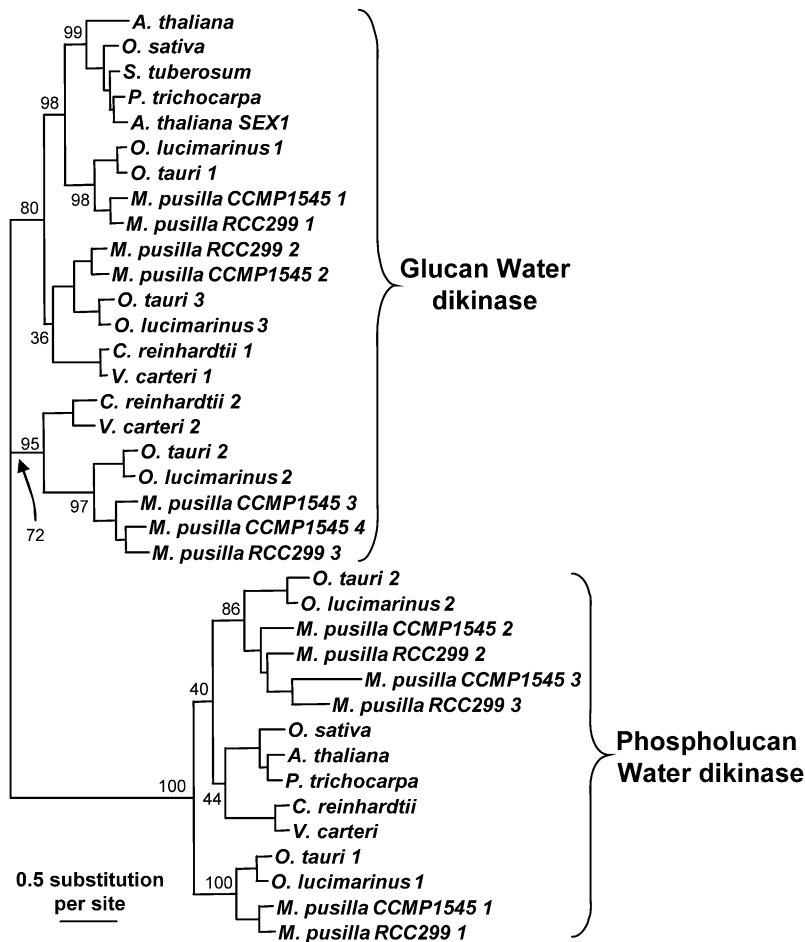 99
A. thaliana
O. sativa
S. tuberosum
P. trichocarpa
A. thaliana SEX1
98
O. lucimarinus 1
O. tauri 1
98
M. pusilla CCMP1545 1
M. pusilla RCC299 1
80
M. pusilla RCC299 2
M. pusilla CCMP1545 2
O. tauri 3
O. lucimarinus 3
36
C. reinhardtii 1
V. carteri 1
C. reinhardtii 2
V. carteri 2
95
O. tauri 2
O. lucimarinus 2
97
M. pusilla CCMP1545 3
M. pusilla CCMP1545 4
M. pusilla RCC299 3
72
Glucan Water
dikinase
O. tauri 2
86
O. lucimarinus 2
M. pusilla CCMP1545 2
M. pusilla RCC299 2
M. pusilla CCMP1545 3
40
M. pusilla RCC299 3
O. sativa
A. thaliana
P. trichocarpa
100
44
C. reinhardtii
V. carteri
O. tauri 1
100
O. lucimarinus 1
M. pusilla CCMP1545 1
M. pusilla RCC299 1
Phospholucan
Water dikinase
0.5 substitution
per site